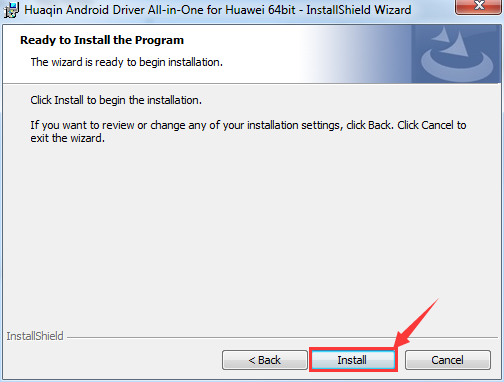 Huaqin Android Driver All-in-One for Huawei 64bit - InstallShield Wizard
Ready to Install the Program
The wizard is ready to begin installation.
Click Install to begin the installation.
If you want to review or change any of your installation settings, click Back. Click Cancel to
exit the wizard.
InstallShield
< Back
Install
Cancel